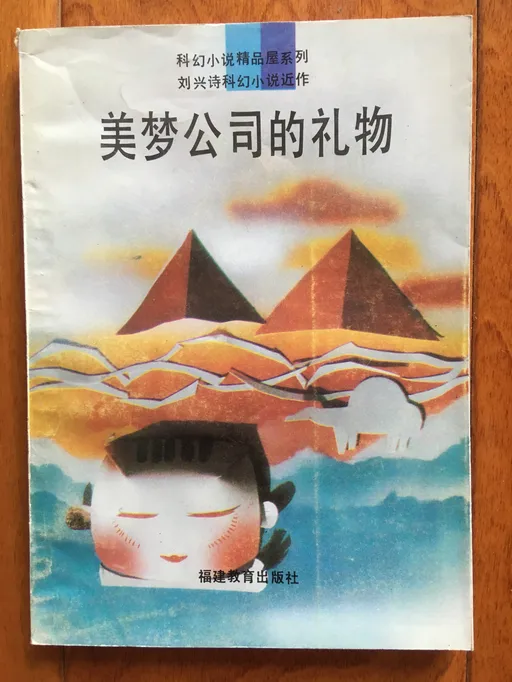 科幻小说精品屋系列
刘兴诗科幻小说近作
美梦公司的礼物
福建教育出版社